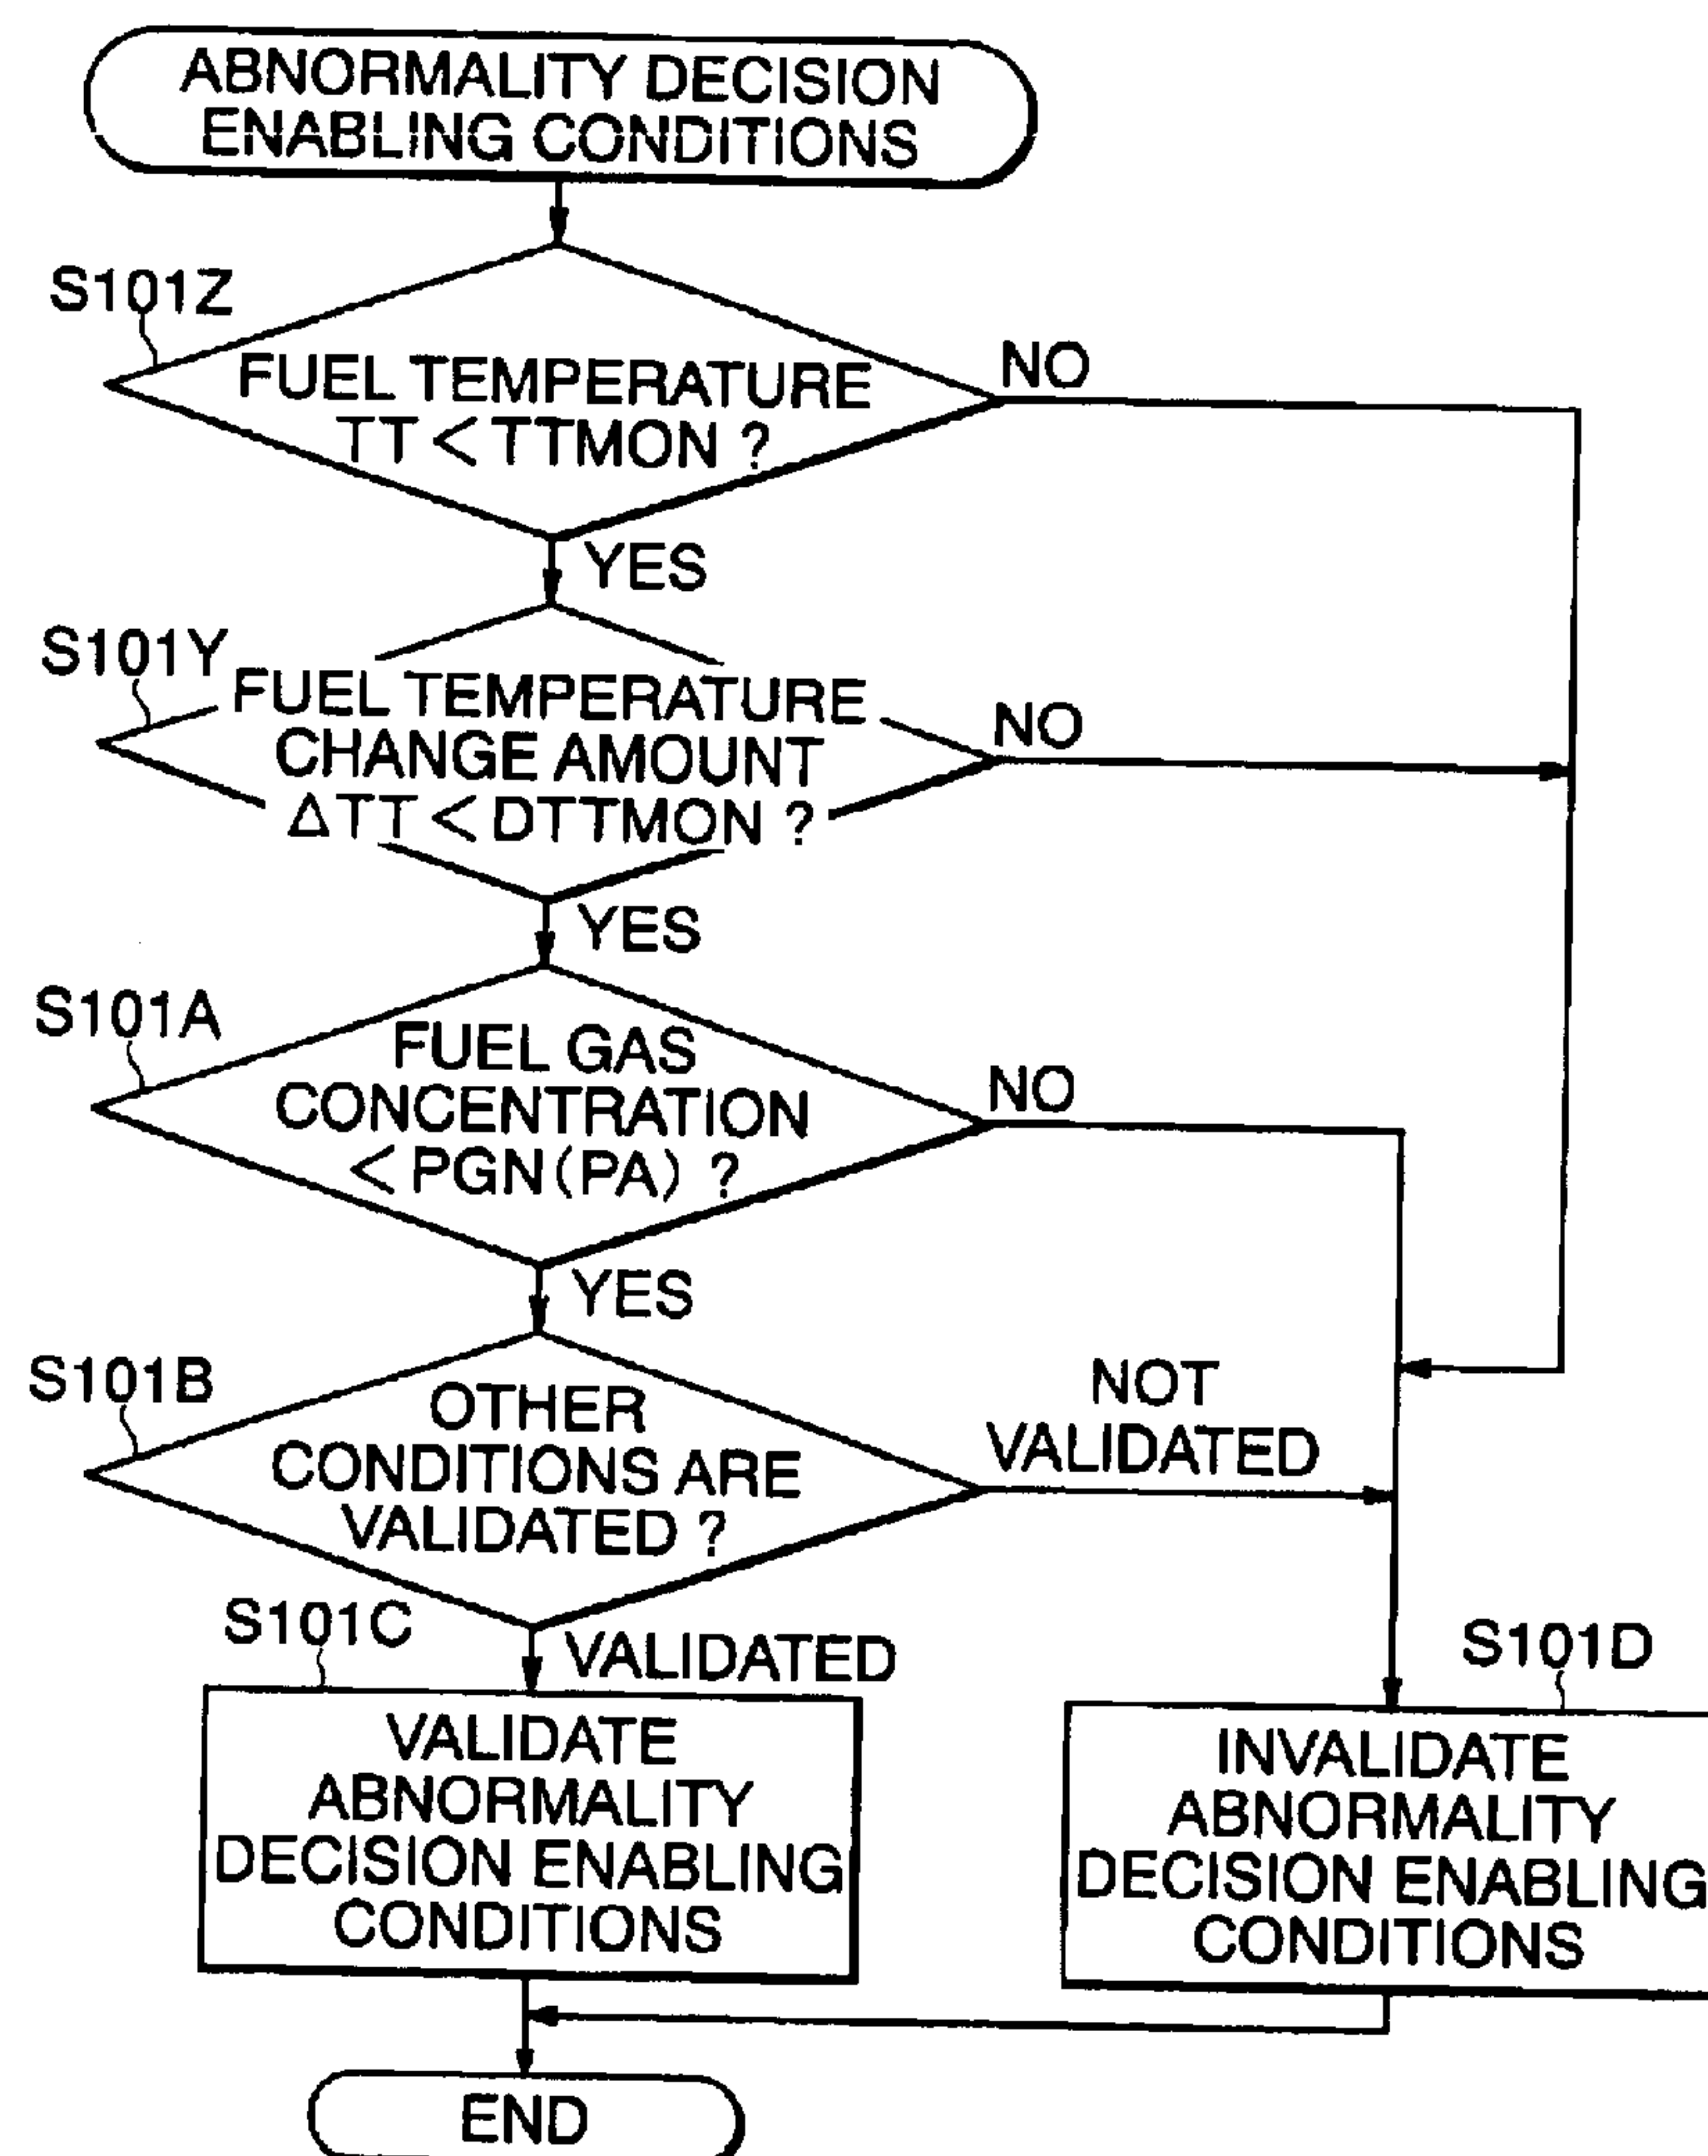 ABNORMALITY DECISION
ENABLING CONDITIONS
S101Z
FUEL TEMPERATURE
TT < TTMON ?
NO
YES
S101Y
FUEL TEMPERATURE
CHANGE AMOUNT
ΔTT < DTTMON ?
NO
YES
S101A
FUEL GAS
CONCENTRATION
< PGN(PA) ?
NO
YES
S101B
OTHER
CONDITIONS ARE
VALIDATED ?
NOT
VALIDATED
S101C
VALIDATED
S101D
VALIDATE
ABNORMALITY
DECISION ENABLING
CONDITIONS
INVALIDATE
ABNORMALITY
DECISION ENABLING
CONDITIONS
END